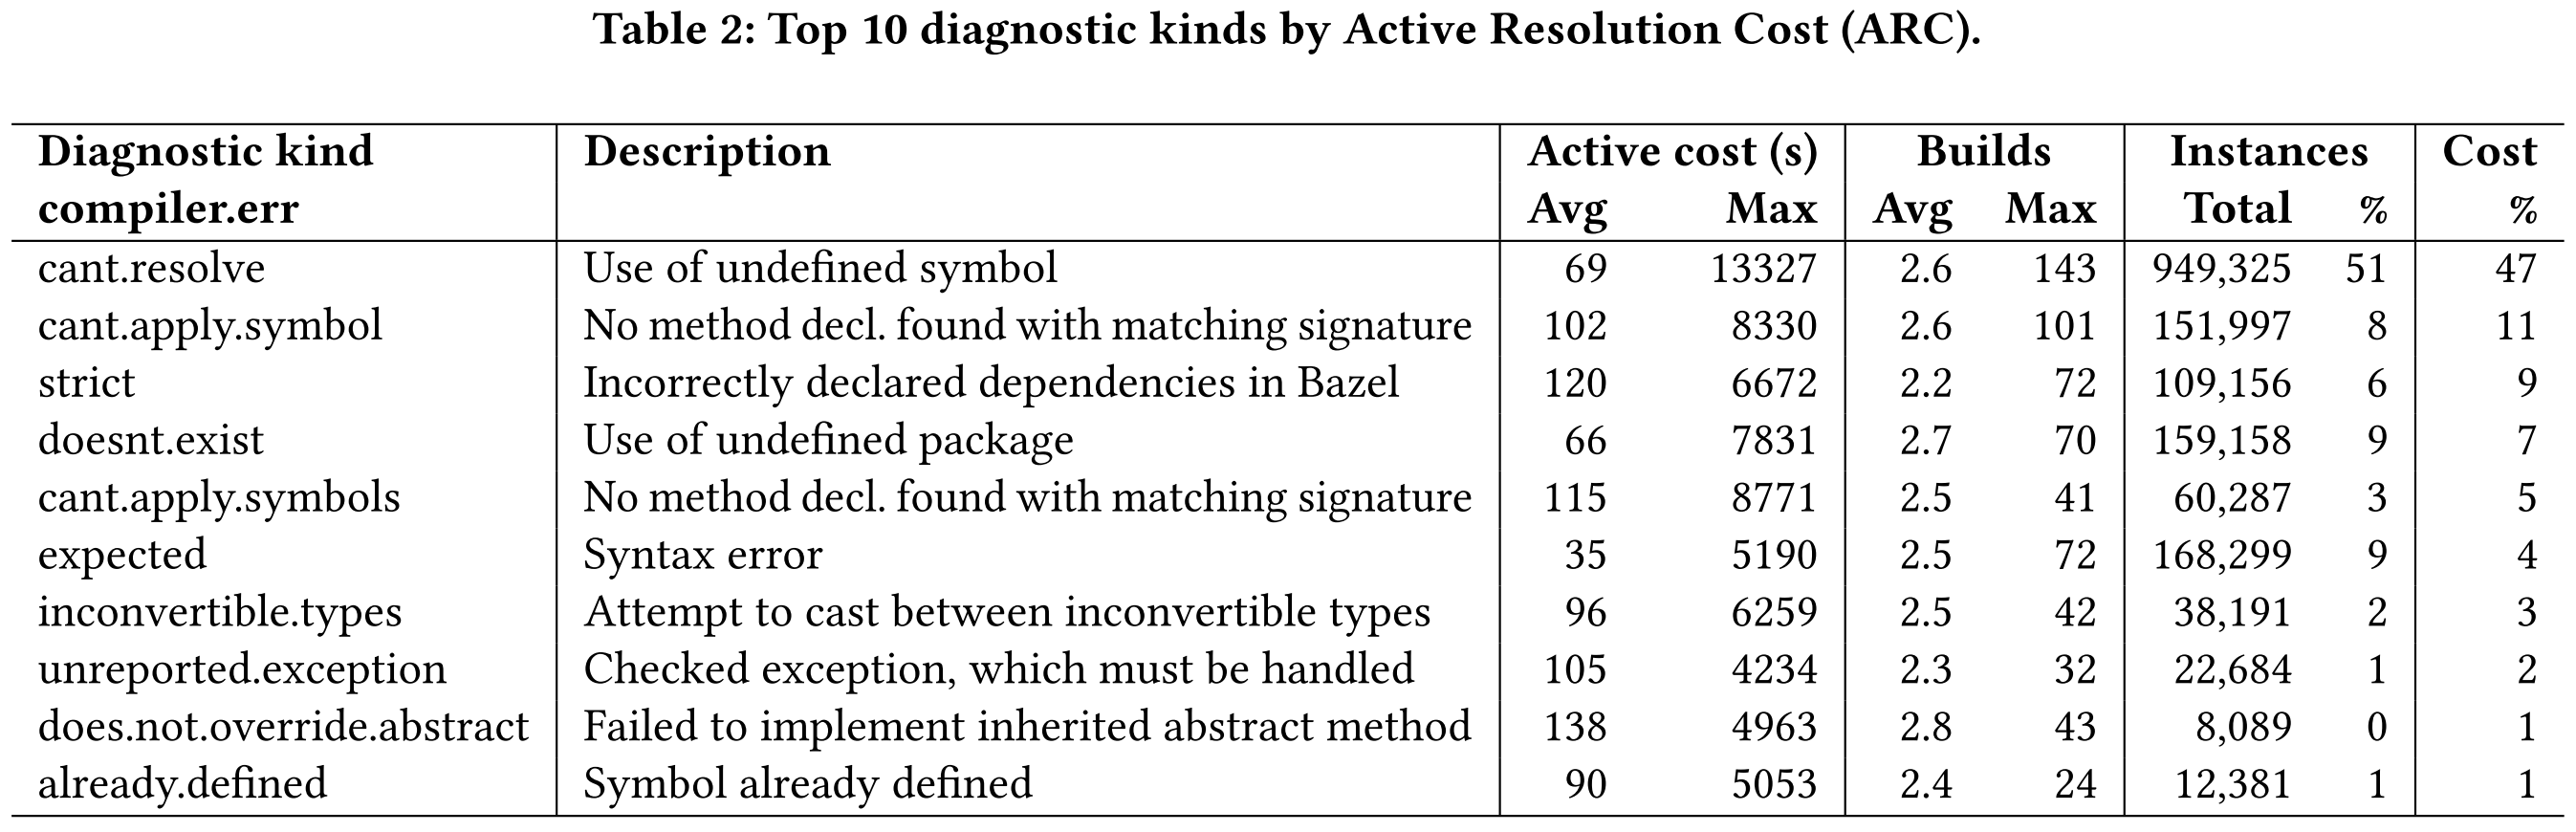 Table 2: Top 10 diagnostic kinds by Active Resolution Cost (ARC).
Diagnostic kind Description Active cost (s) Builds Instances Cost
compiler.err Avg Max Avg Max Total % %
cant.resolve Use of undefined symbol 69 13327 2.6 143 949,325 51 47
cant.apply.symbol No method decl. found with matching signature 102 8330 2.6 101 151,997 8 11
strict Incorrectly declared dependencies in Bazel 120 6672 2.2 72 109,156 6 9
doesnt.exist Use of undefined package 66 7831 2.7 70 159,158 9 7
cant.apply.symbols No method decl. found with matching signature 115 8771 2.5 41 60,287 3 5
expected Syntax error 35 5190 2.5 72 168,299 9 4
inconvertible.types Attempt to cast between inconvertible types 96 6259 2.5 42 38,191 2 3
unreported.exception Checked exception, which must be handled 105 4234 2.3 32 22,684 1 2
does.not.override.abstract Failed to implement inherited abstract method 138 4963 2.8 43 8,089 0 1
already.defined Symbol already defined 90 5053 2.4 24 12,381 1 1